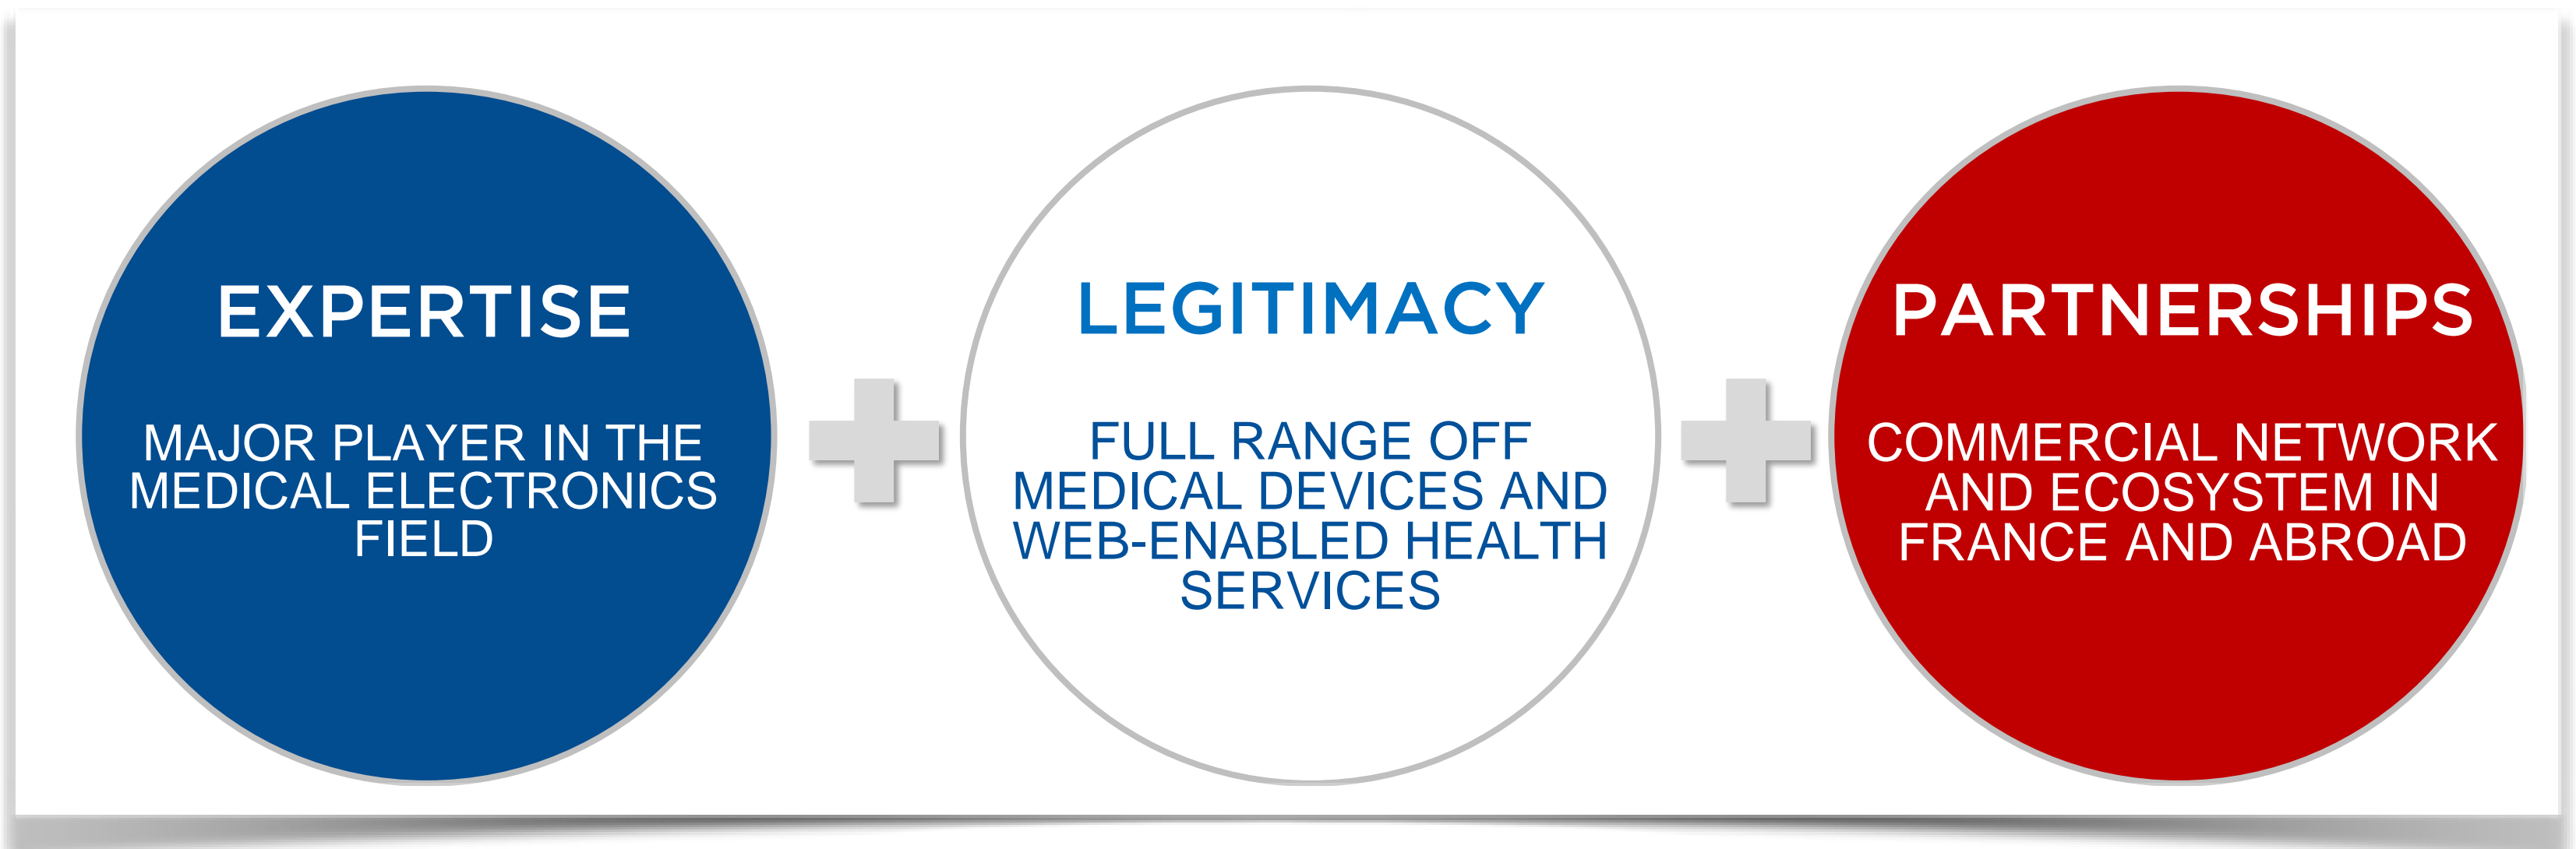 EXPERTISE
MAJOR PLAYER IN THE
MEDICAL ELECTRONICS
FIELD
LEGITIMACY
FULL RANGE OFF
MEDICAL DEVICES AND
WEB-ENABLED HEALTH
SERVICES
PARTNERSHIPS
COMMERCIAL NETWORK
AND ECOSYSTEM IN
FRANCE AND ABROAD